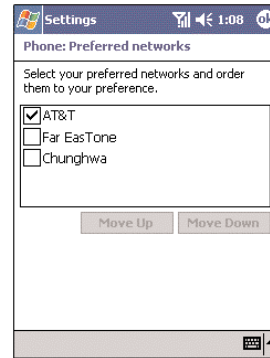 Settings 1:08 ok
Phone: Preferred networks
Select your preferred networks and order
them to your preference.
AT&T
Far EasTone
Chunghwa
Move Up Move Down